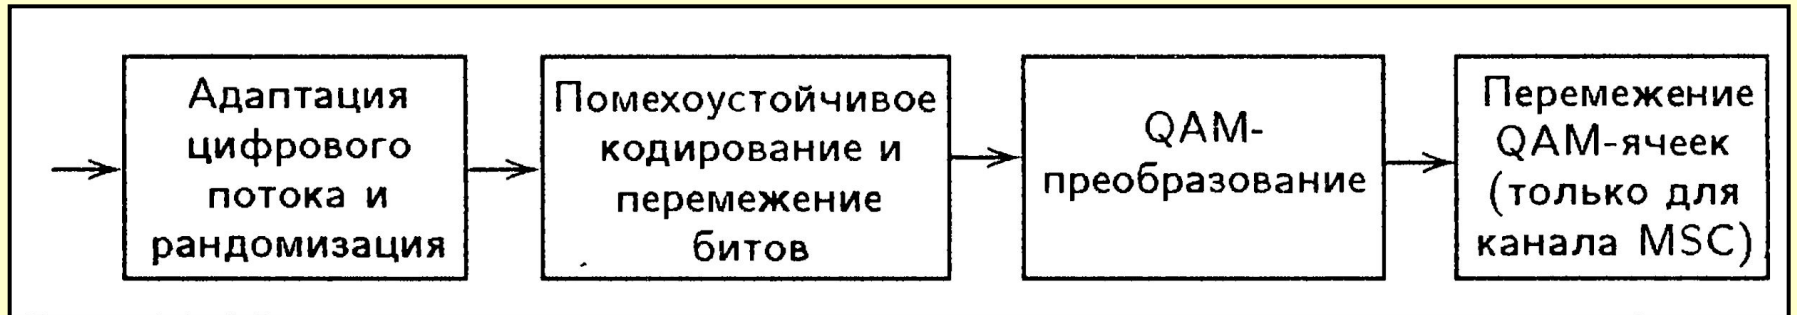 Адаптация
цифрового
потока и
рандомизация
Помехоустойчивое
кодирование и
перемежение
битов
QAM-
преобразование
Перемежение
QAM-ячеек
(только для
канала MSC)